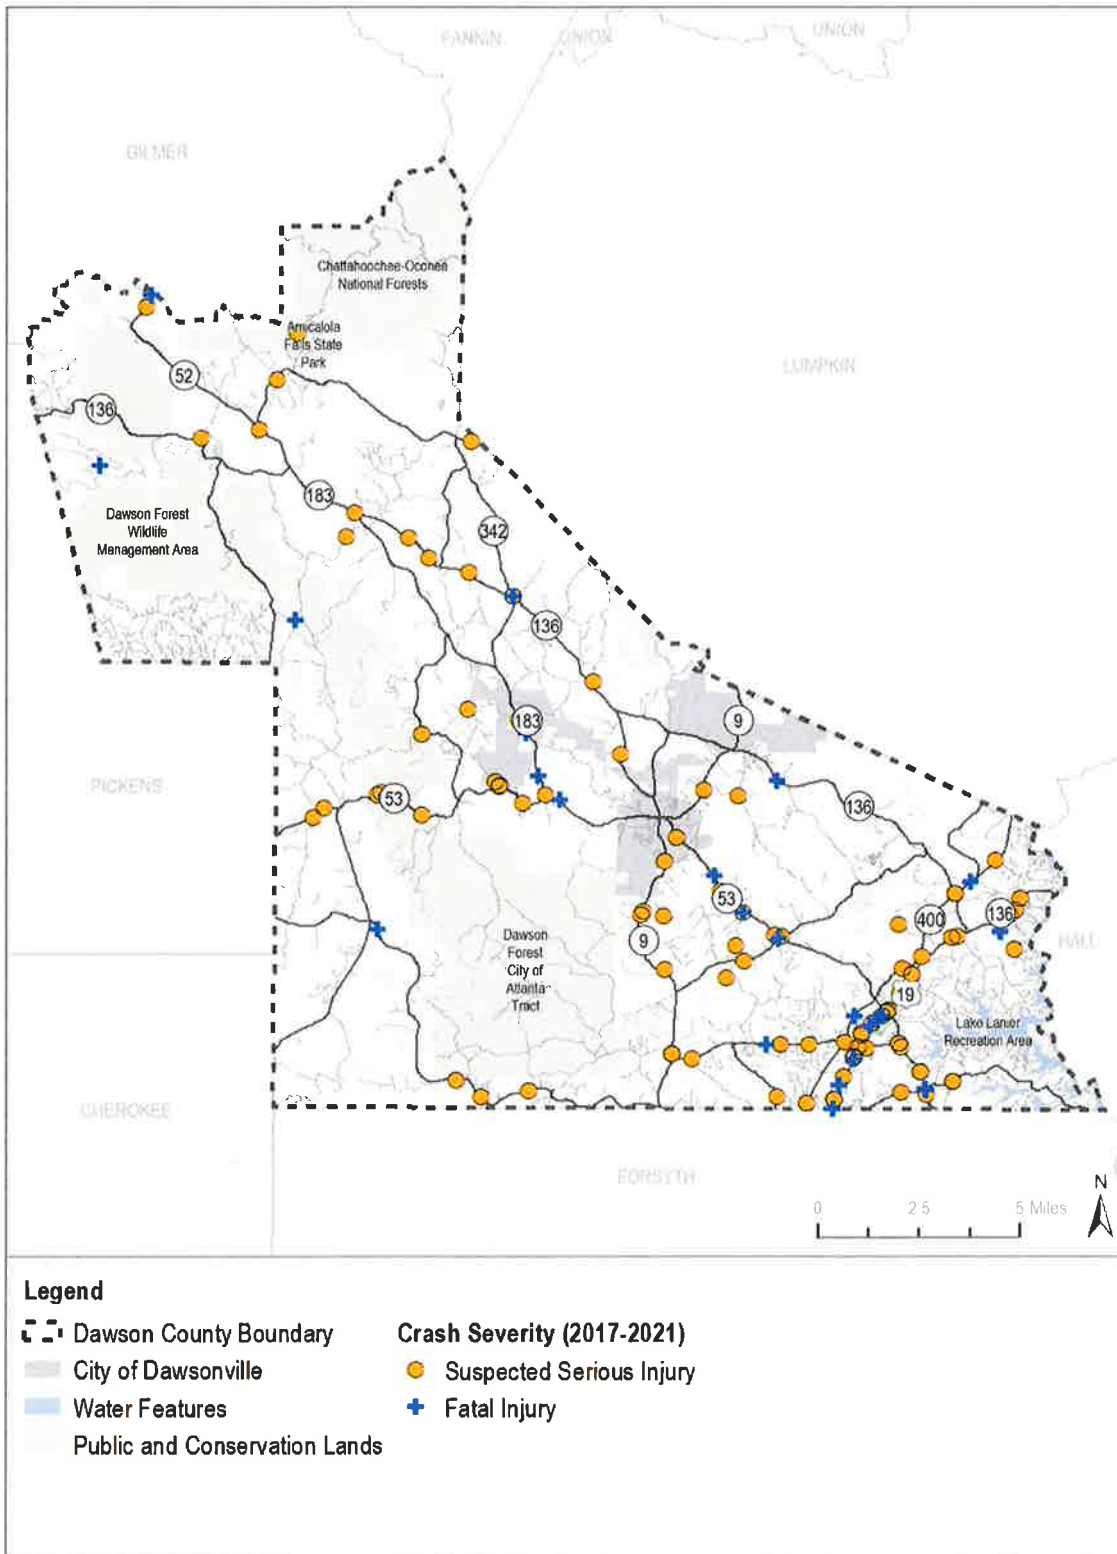 FANNIN
UNION
UNION
GILMER
Chattahoochee-Oconee
National Forests
Amicalola
Falls State
Park
LUMPKIN
52
136
183
Dawson Forest
Wildlife
Management Area
342
136
183
9
PICKENS
53
136
53
400
136
9
HALL
Dawson
Forest
City of
Atlanta
Tract
19
Lake Lanier
Recreation Area
CHEROKEE
FORSYTH
N
0 2.5 5 Miles
Legend
Dawson County Boundary
City of Dawsonville
Water Features
Public and Conservation Lands
Crash Severity (2017-2021)
Suspected Serious Injury
Fatal Injury